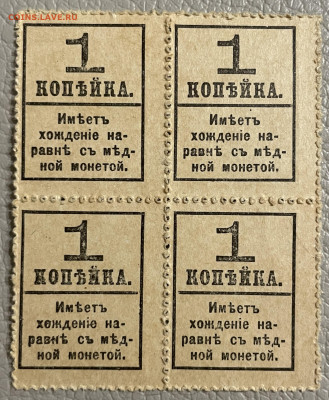 COINS.LAVE.RU
1
КОПѢЙКА.
Имѣетъ
хожденіе на-
равнѣ съ мѣд-
ной монетой.
1
КОПѢЙКА.
Имѣетъ
хожденіе на-
равнѣ съ мѣд-
ной монетой.
1
КОПѢЙКА.
Имѣетъ
хожденіе на-
равнѣ съ мѣд-
ной монетой.
1
КОПѢЙКА.
Имѣетъ
хожденіе на-
равнѣ съ мѣд-
ной монетой.